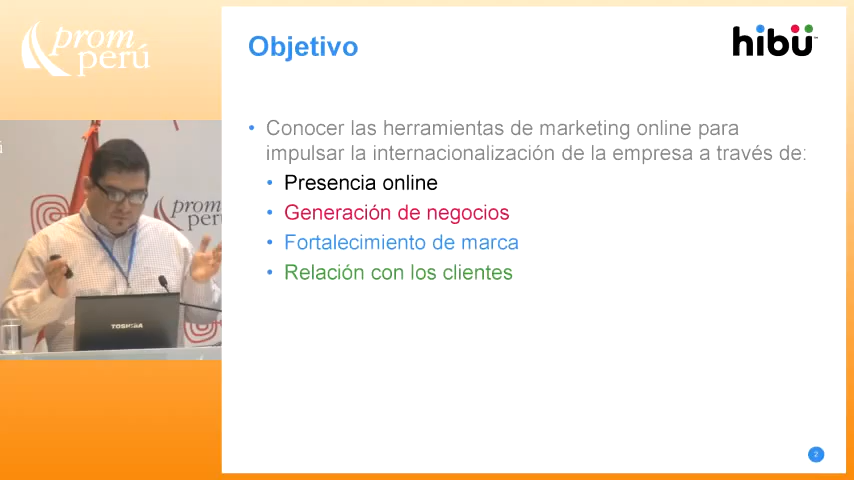 prom
perú
Objetivo
hibü
• Conocer las herramientas de marketing online para
impulsar la internacionalización de la empresa a través de:
• Presencia online
• Generación de negocios
• Fortalecimiento de marca
• Relación con los clientes
prom
perú
TOSHIBA
2